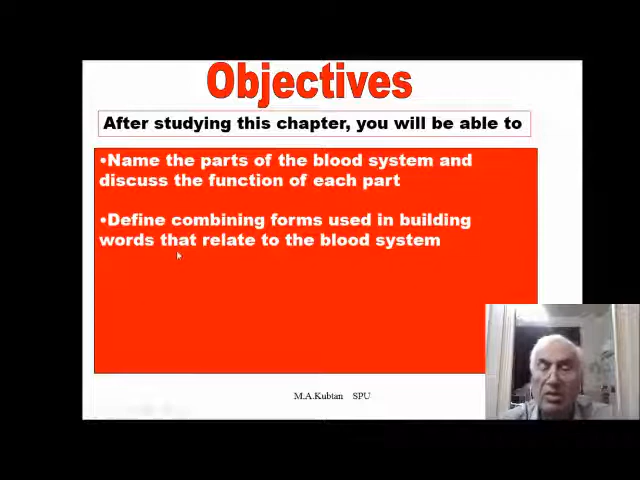 Objectives
After studying this chapter, you will be able to
•Name the parts of the blood system and
discuss the function of each part
•Define combining forms used in building
words that relate to the blood system
M.A.Kubtan SPU